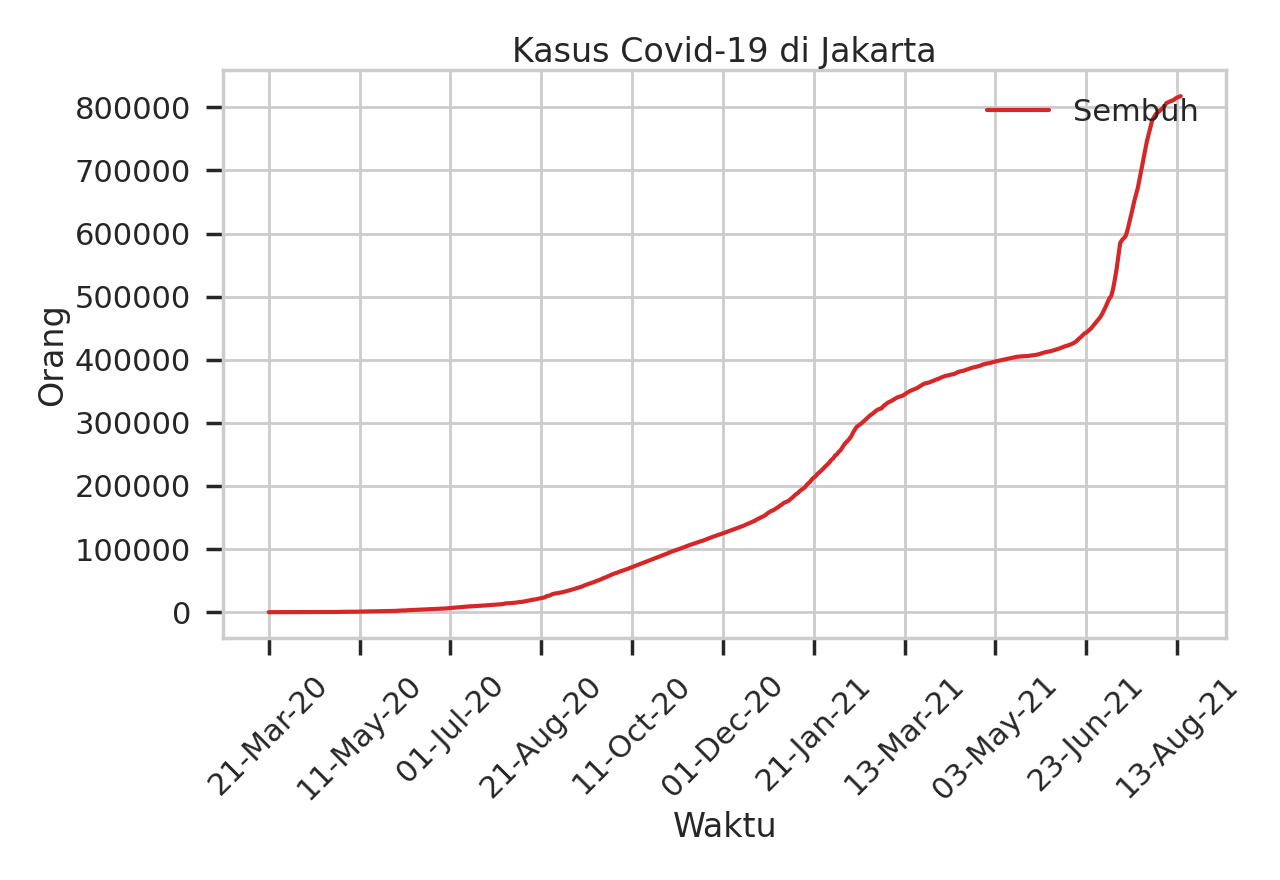 Kasus Covid-19 di Jakarta
Sembuh
800000
700000
600000
500000
400000
300000
200000
100000
0
Orang
21-Mar-20
11-May-20
01-Jul-20
21-Aug-20
11-Oct-20
01-Dec-20
21-Jan-21
13-Mar-21
03-May-21
23-Jun-21
13-Aug-21
Waktu